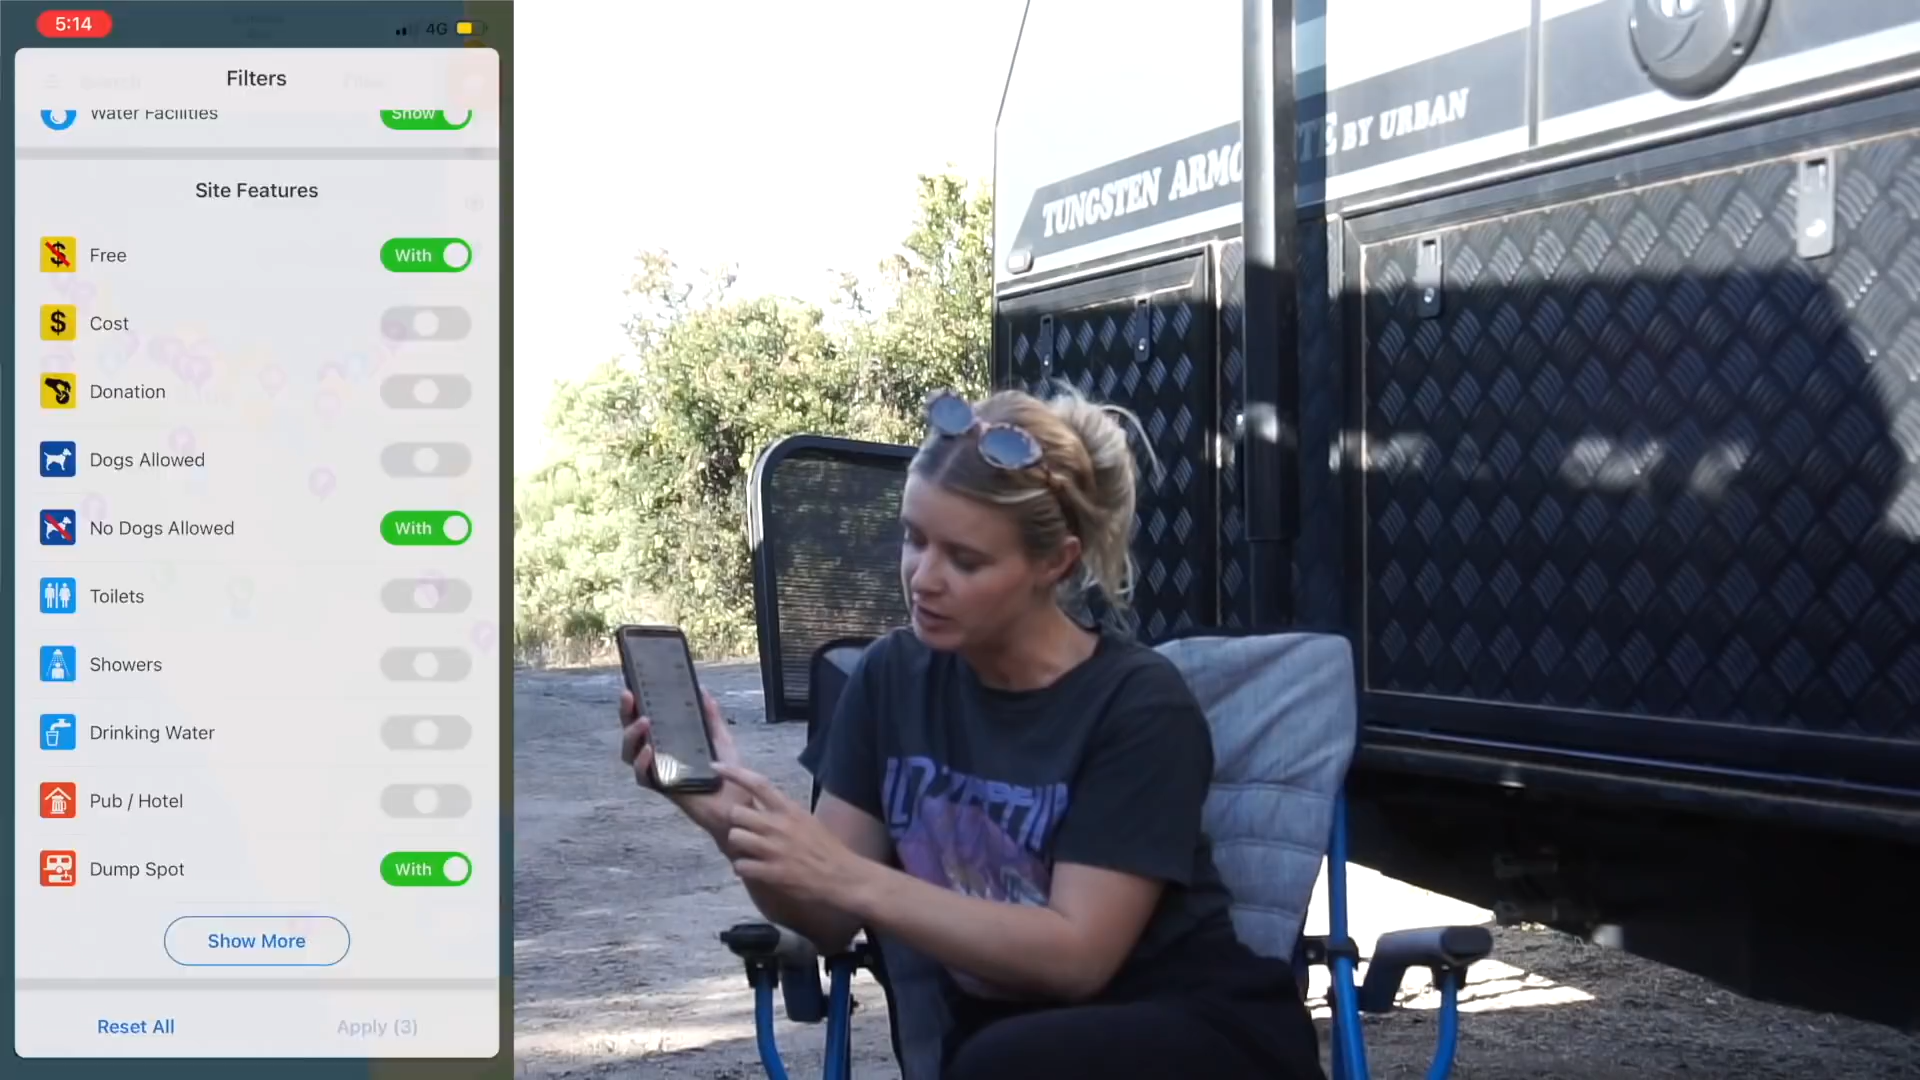 5:14
4G
Filters
Water Facilities
Show
Site Features
Free
With
Cost
Donation
Dogs Allowed
No Dogs Allowed
With
Toilets
Showers
Drinking Water
Pub / Hotel
Dump Spot
With
Show More
Reset All
Apply (3)
BY URBAN
TUNGSTEN